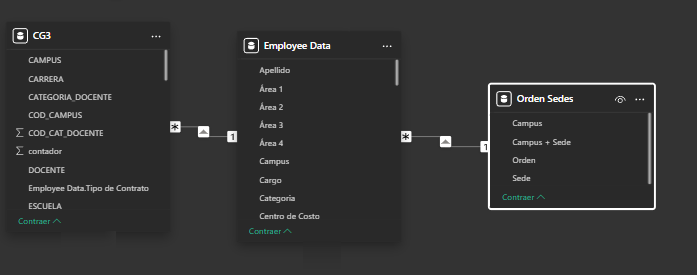 CG3
CAMPUS
CARRERA
CATEGORIA_DOCENTE
COD_CAMPUS
∑ COD_CAT_DOCENTE
∑ contador
DOCENTE
Employee Data.Tipo de Contrato
ESCUELA
Contraer
*
1
Employee Data
Apellido
Área 1
Área 2
Área 3
Área 4
Campus
Cargo
Categoria
Centro de Costo
Contraer
*
1
Orden Sedes
Campus
Campus + Sede
Orden
Sede
Contraer